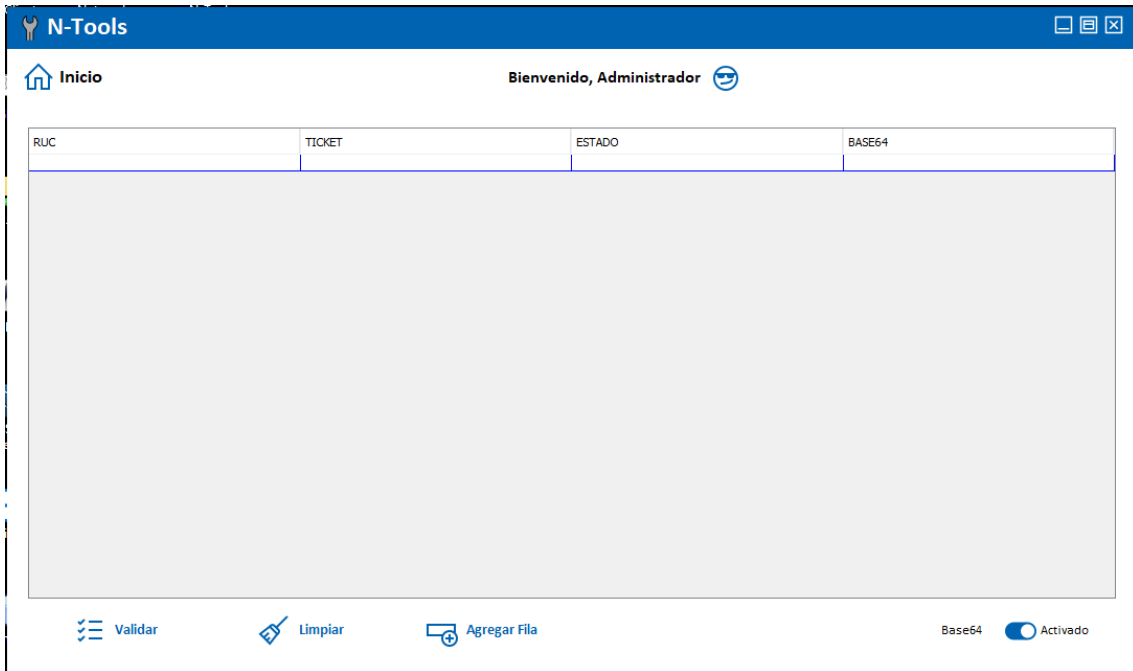 N-Tools
Inicio
Bienvenido, Administrador
RUC TICKET ESTADO BASE64
Validar Limpiar Agregar Fila Base64 Activado